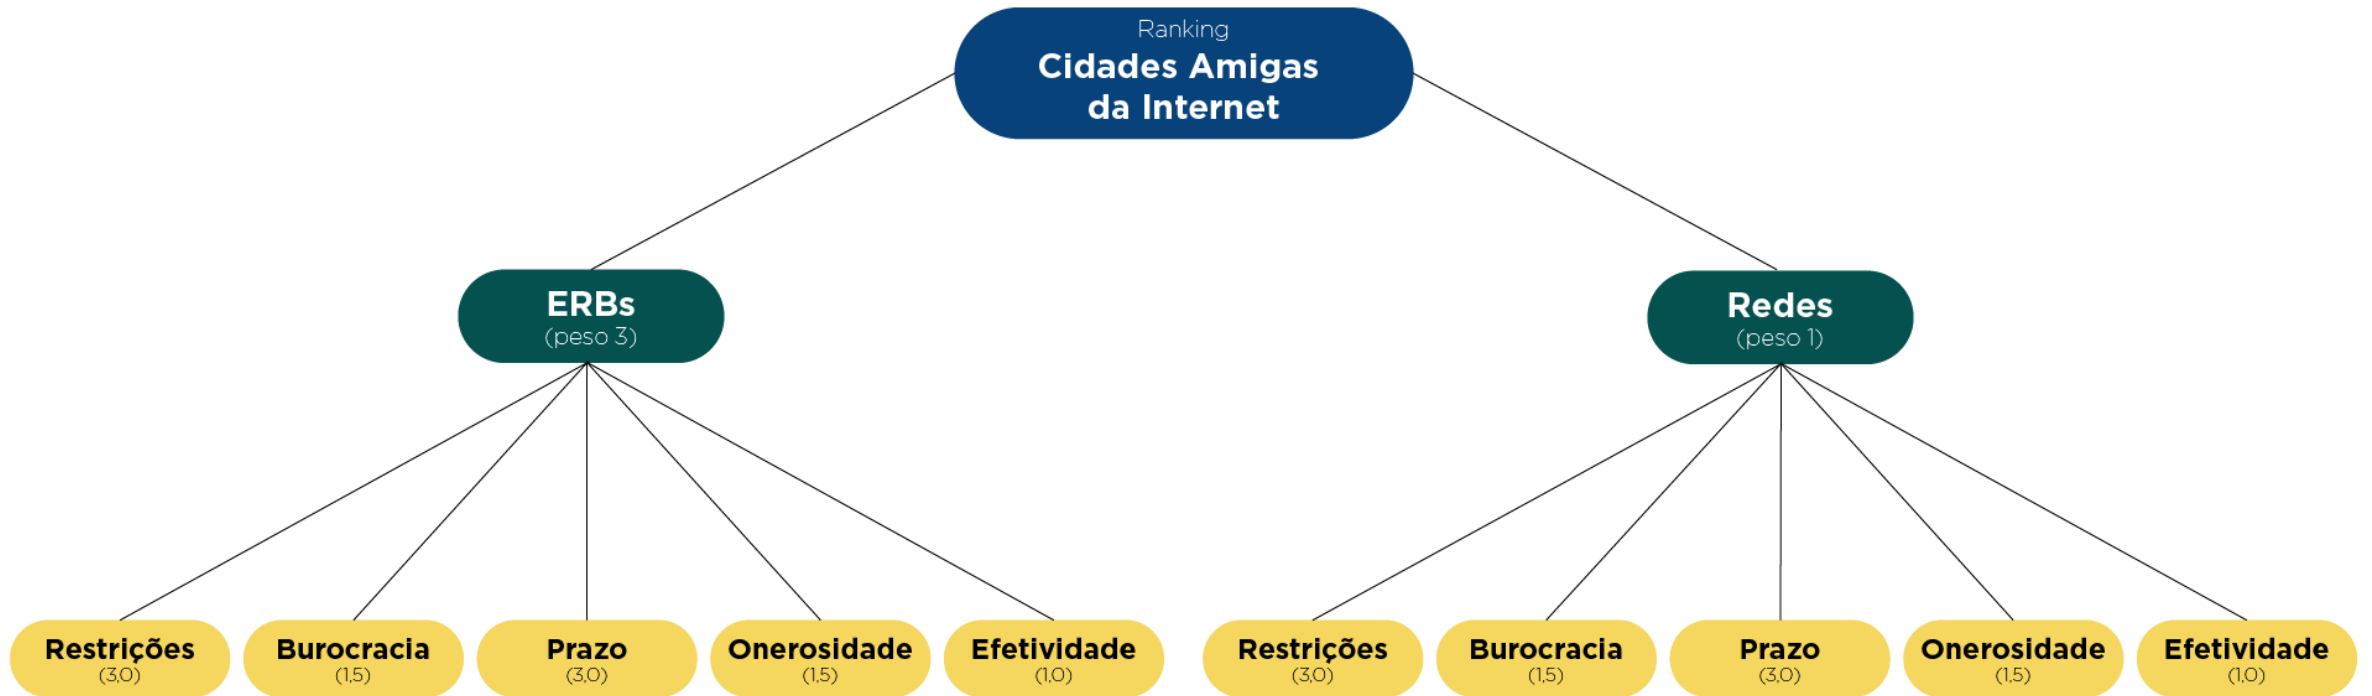 Ranking
Cidades Amigas
da Internet
ERBs
(peso 3)
Redes
(peso 1)
Restrições
(3,0)
Burocracia
(1,5)
Prazo
(3,0)
Onerosidade
(1,5)
Efetividade
(1,0)
Restrições
(3,0)
Burocracia
(1,5)
Prazo
(3,0)
Onerosidade
(1,5)
Efetividade
(1,0)